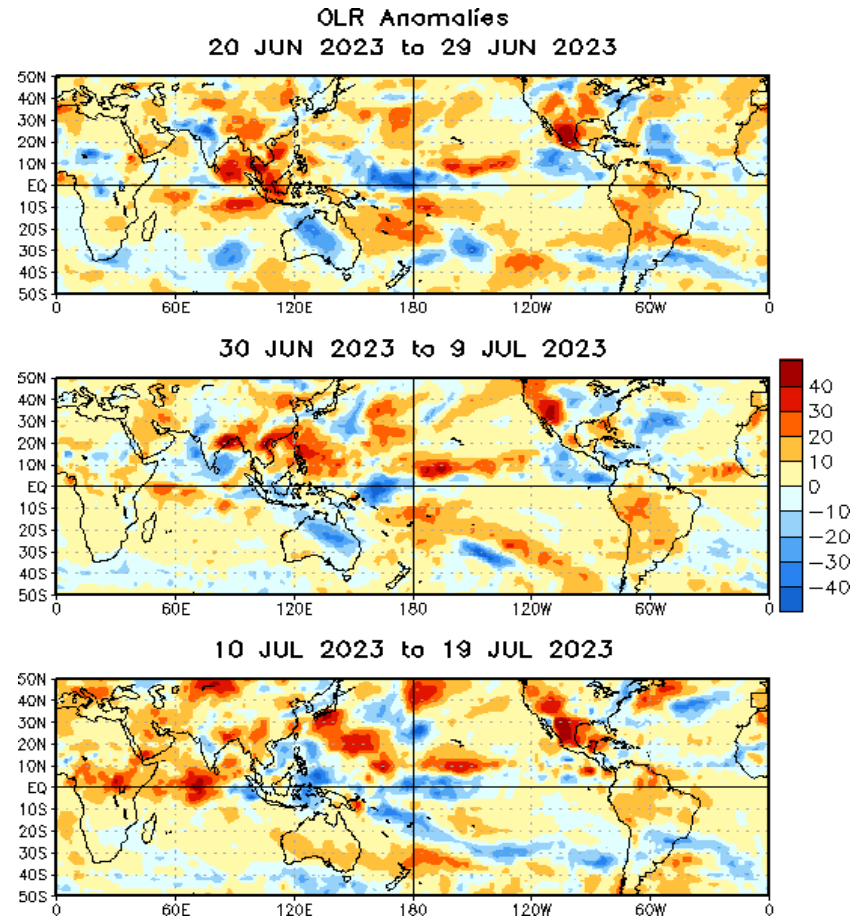 OLR Anomalies
20 JUN 2023 to 29 JUN 2023
50N
40N
30N
20N
10N
EQ
10S
20S
30S
40S
50S
0 60E 120E 180 120W 60W 0
30 JUN 2023 to 9 JUL 2023
50N
40N
30N
20N
10N
EQ
10S
20S
30S
40S
50S
0 60E 120E 180 120W 60W 0
40
30
20
10
0
−10
−20
−30
−40
10 JUL 2023 to 19 JUL 2023
50N
40N
30N
20N
10N
EQ
10S
20S
30S
40S
50S
0 60E 120E 180 120W 60W 0